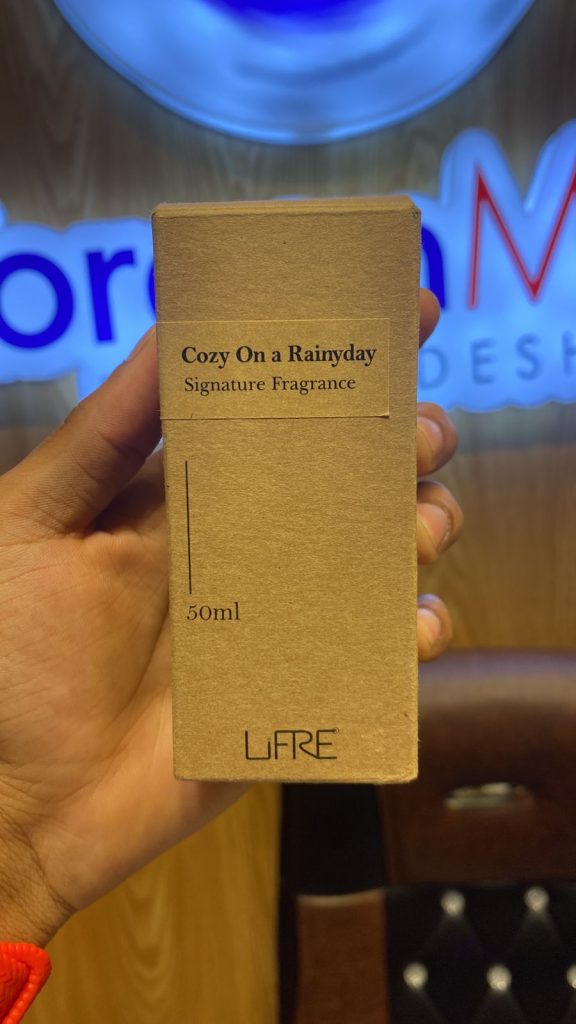 Cozy On a Rainyday
Signature Fragrance
50ml
LiFRE®